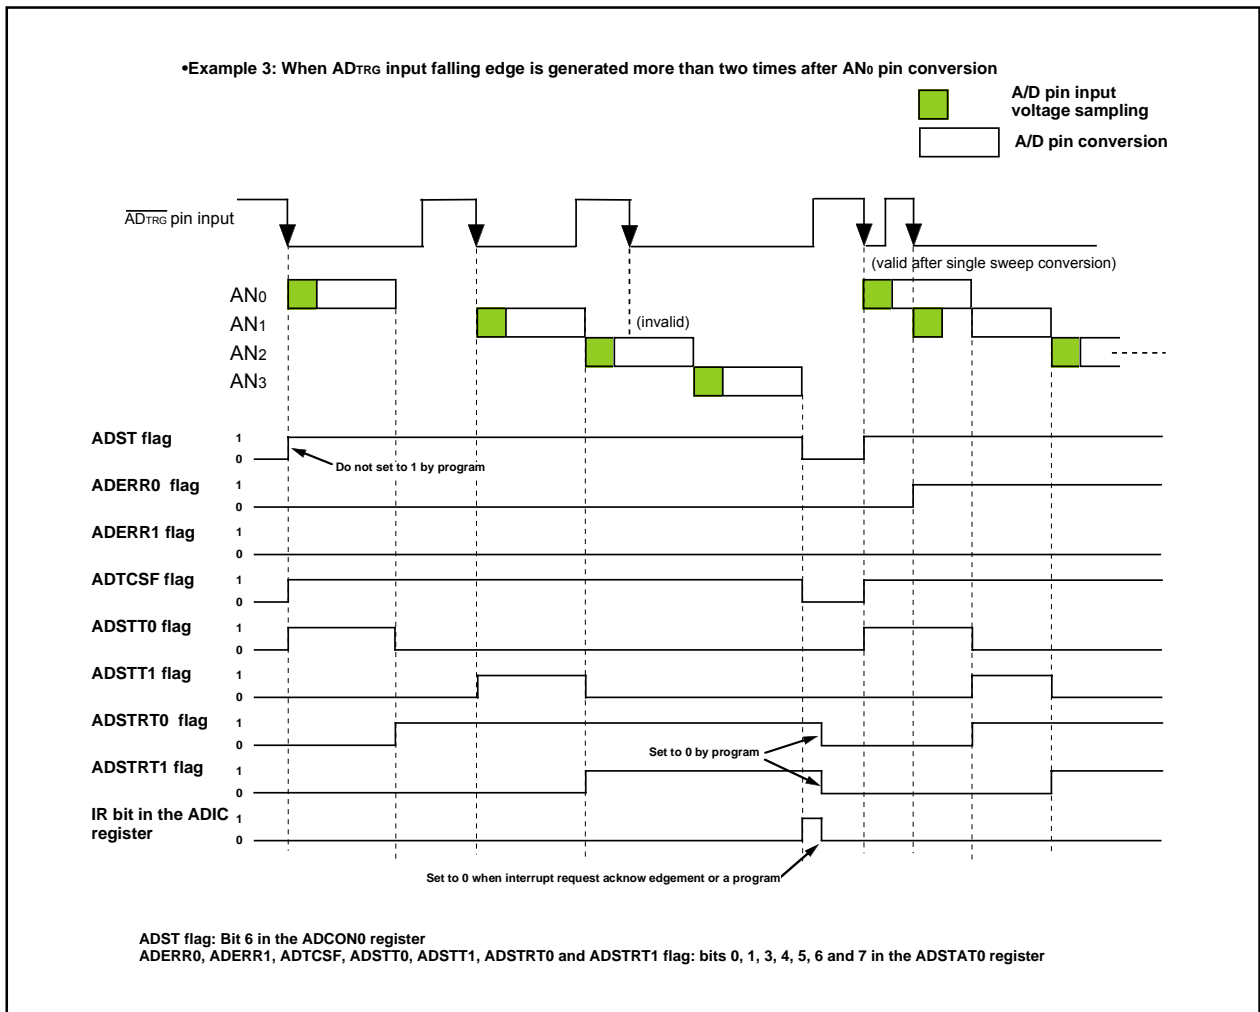 •Example 3: When ADTRG input falling edge is generated more than two times after AN0 pin conversion
A/D pin input
voltage sampling
A/D pin conversion
ADTRG pin input
(valid after single sweep conversion)
AN0
AN1
(invalid)
AN2
AN3
ADST flag
1
0
Do not set to 1 by program
ADERR0 flag
1
0
ADERR1 flag
1
0
ADTCSF flag
1
0
ADSTT0 flag
1
0
ADSTT1 flag
1
0
ADSTRT0 flag
1
0
Set to 0 by program
ADSTRT1 flag
1
0
IR bit in the ADIC
register
1
0
Set to 0 when interrupt request acknow edgement or a program
ADST flag: Bit 6 in the ADCON0 register
ADERR0, ADERR1, ADTCSF, ADSTT0, ADSTT1, ADSTRT0 and ADSTRT1 flag: bits 0, 1, 3, 4, 5, 6 and 7 in the ADSTAT0 register